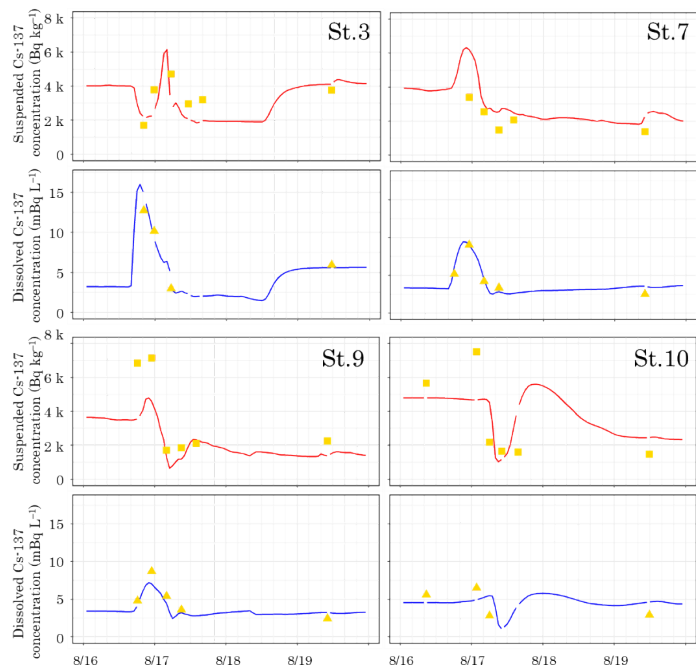 Suspended Cs-137
concentration (Bq kg⁻¹)
8 k
6 k
4 k
2 k
0
St.3
St.7
Dissolved Cs-137
concentration (mBq L⁻¹)
15
10
5
0
Suspended Cs-137
concentration (Bq kg⁻¹)
8 k
6 k
4 k
2 k
0
St.9
St.10
Dissolved Cs-137
concentration (mBq L⁻¹)
15
10
5
0
8/16 8/17 8/18 8/19 8/16 8/17 8/18 8/19